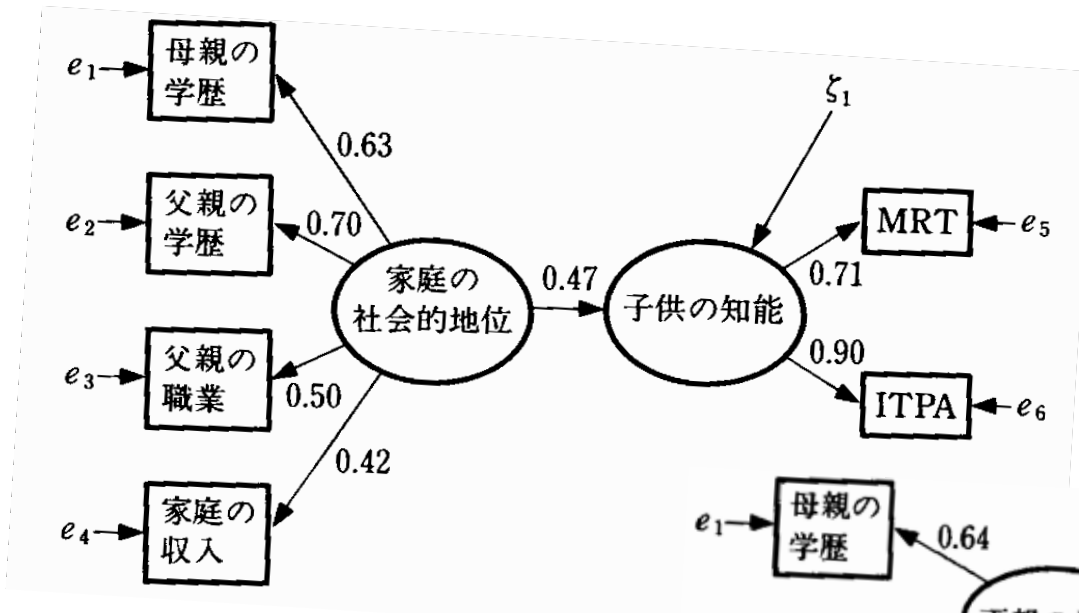 e₁
母親の
学歴
0.63
ζ₁
e₂
父親の
学歴
0.70
MRT
e₅
0.71
家庭の
社会的地位
0.47
子供の知能
e₃
父親の
職業
0.50
0.90
ITPA
e₆
0.42
e₄
家庭の
収入
e₁
母親の
学歴
0.64